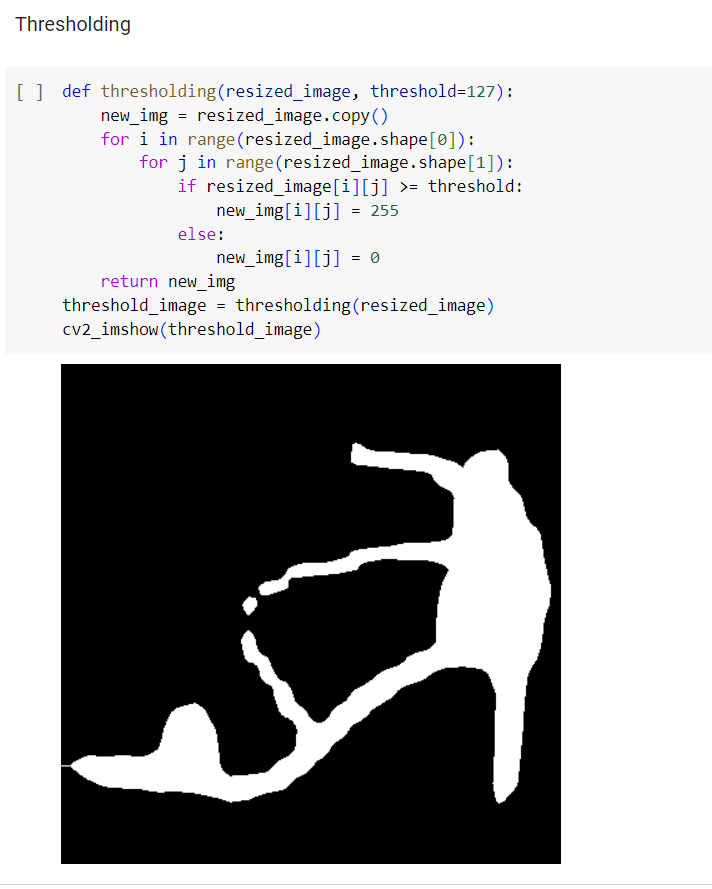 Thresholding
[ ] def thresholding(resized_image, threshold=127):
        new_img = resized_image.copy()
        for i in range(resized_image.shape[0]):
            for j in range(resized_image.shape[1]):
                if resized_image[i][j] >= threshold:
                    new_img[i][j] = 255
                else:
                    new_img[i][j] = 0
        return new_img
    threshold_image = thresholding(resized_image)
    cv2_imshow(threshold_image)